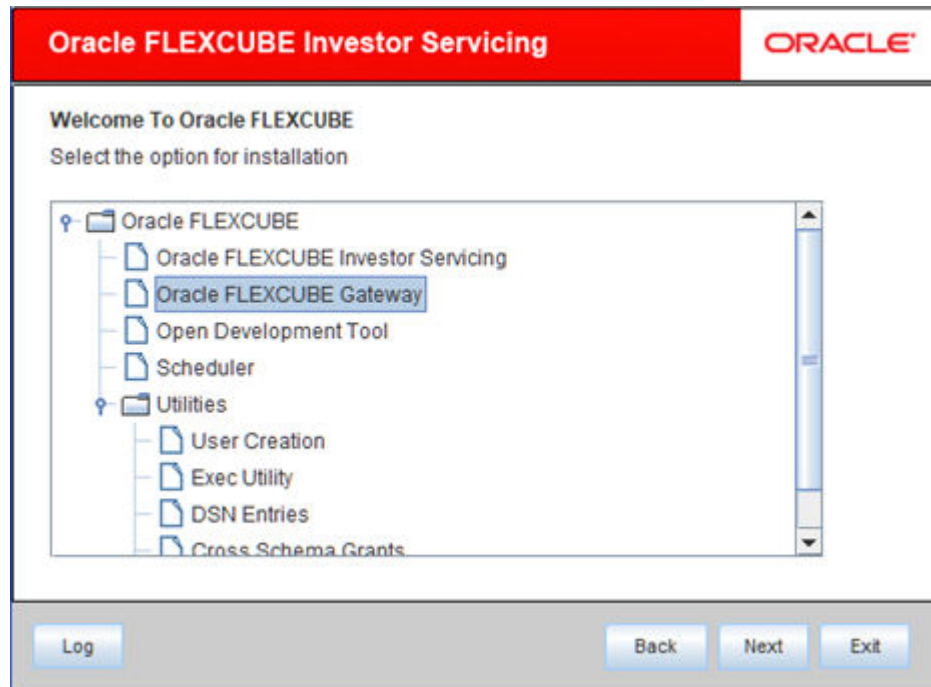 Oracle FLEXCUBE Investor Servicing
ORACLE
Welcome To Oracle FLEXCUBE
Select the option for installation
Oracle FLEXCUBE
Oracle FLEXCUBE Investor Servicing
Oracle FLEXCUBE Gateway
Open Development Tool
Scheduler
Utilities
User Creation
Exec Utility
DSN Entries
Cross Schema Grants
Log
Back
Next
Exit